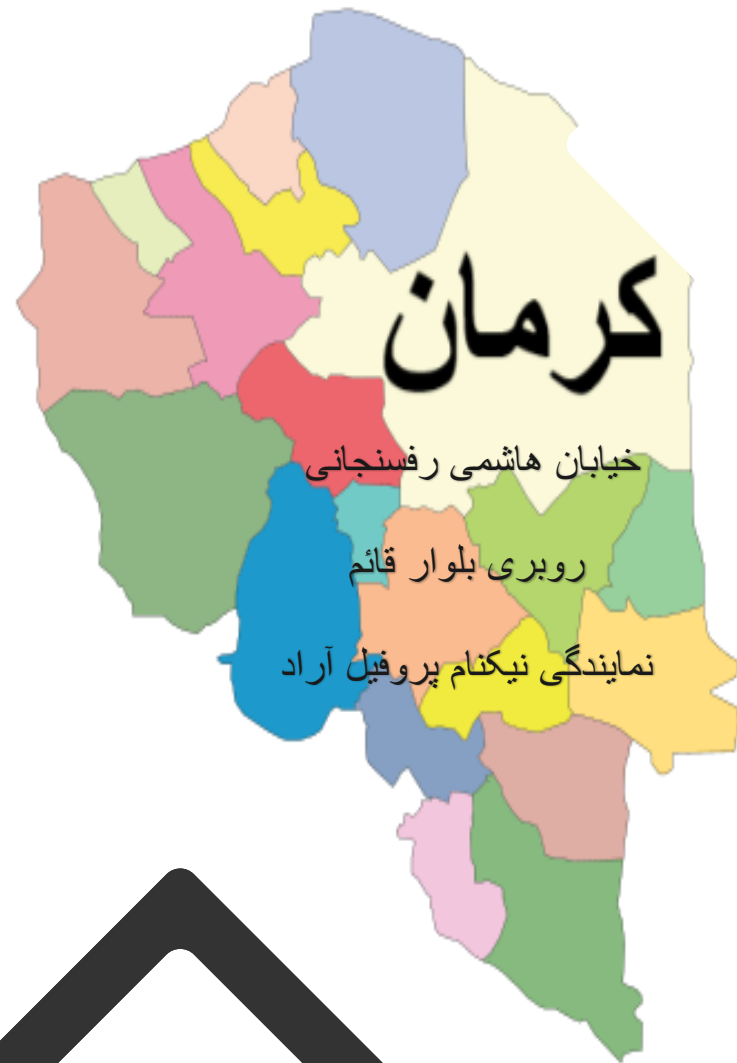 کرمان
خیابان هاشمی رفسنجانی
روبری بلوار قائم
نمایندگی نیکنام پروفیل آراد